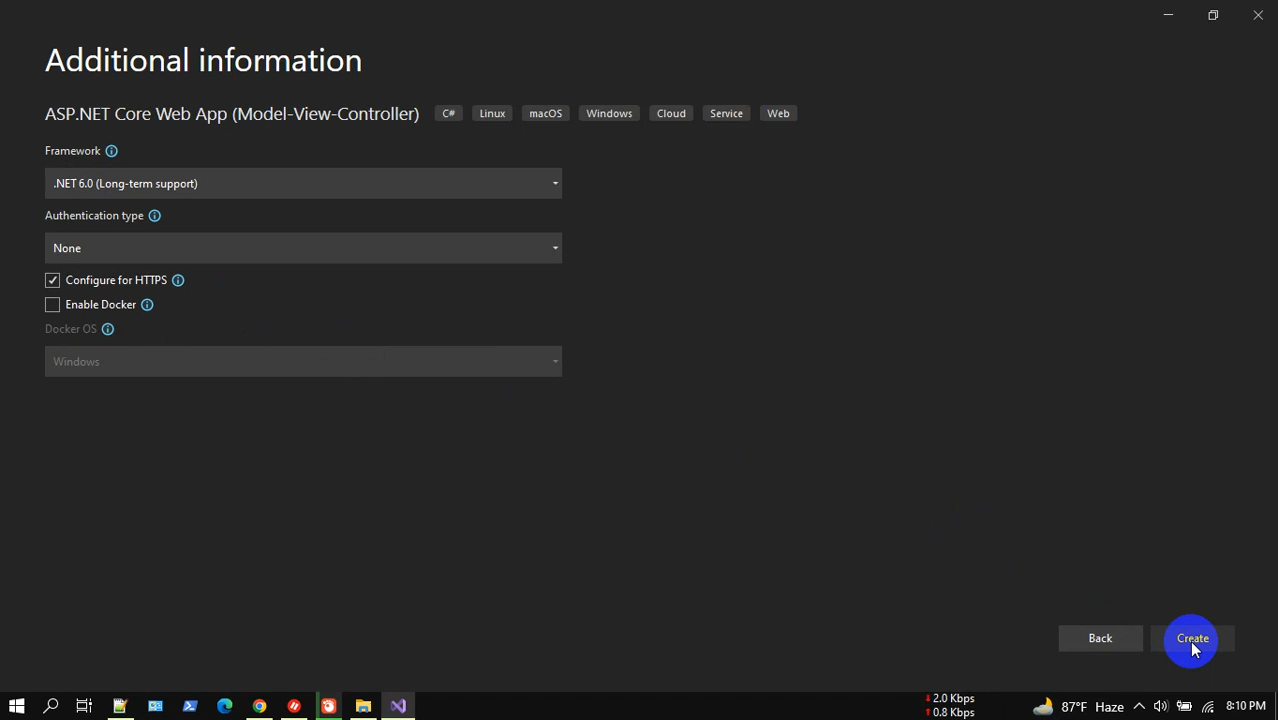 Additional information
ASP.NET Core Web App (Model-View-Controller) C# Linux macOS Windows Cloud Service Web
Framework
.NET 6.0 (Long-term support)
Authentication type
None
Configure for HTTPS
Enable Docker
Docker OS
Windows
Back Create
2.0 Kbps
0.8 Kbps
87°F Haze 8:10 PM